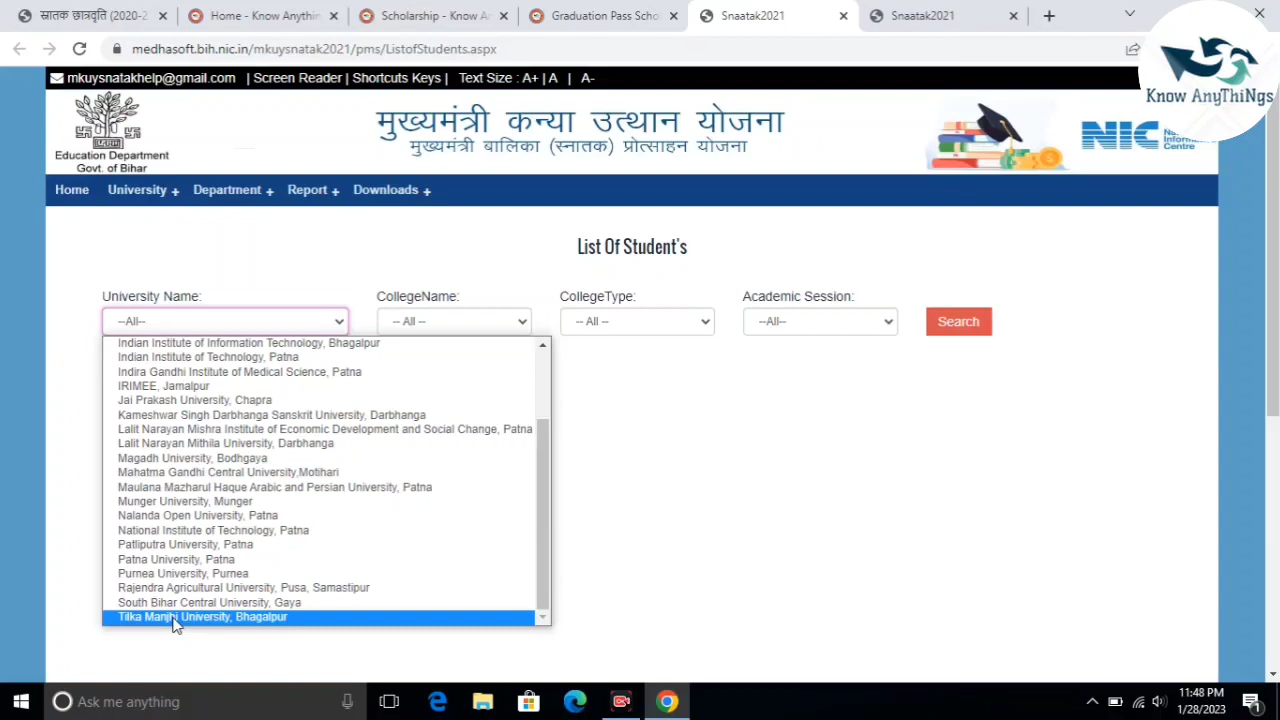 स्नातक छात्रवृति (2020-2
Home - Know Anythin
Scholarship - Know A
Graduation Pass Scho
Snaatak2021
Snaatak2021
medhasoft.bih.nic.in/mkuysnatak2021/pms/ListofStudents.aspx
Know AnyThiNgs
mkuysnatakhelp@gmail.com | Screen Reader | Shortcuts Keys | Text Size : A+ | A | A-
Education Department
Govt. of Bihar
मुख्यमंत्री कन्या उत्थान योजना
मुख्यमंत्री बालिका (स्नातक) प्रोत्साहन योजना
NIC
Informa
Centre
Home University + Department + Report + Downloads +
List Of Student's
University Name: CollegeName: CollegeType: Academic Session:
--All-- -- All -- -- All -- --All-- Search
Indian Institute of Information Technology, Bhagalpur
Indian Institute of Technology, Patna
Indira Gandhi Institute of Medical Science, Patna
IRIMEE, Jamalpur
Jai Prakash University, Chapra
Kameshwar Singh Darbhanga Sanskrit University, Darbhanga
Lalit Narayan Mishra Institute of Economic Development and Social Change, Patna
Lalit Narayan Mithila University, Darbhanga
Magadh University, Bodhgaya
Mahatma Gandhi Central University,Motihari
Maulana Mazharul Haque Arabic and Persian University, Patna
Munger University, Munger
Nalanda Open University, Patna
National Institute of Technology, Patna
Patliputra University, Patna
Patna University, Patna
Purnea University, Purnea
Rajendra Agricultural University, Pusa, Samastipur
South Bihar Central University, Gaya
Tilka Manjhi University, Bhagalpur
Ask me anything
11:48 PM
1/28/2023